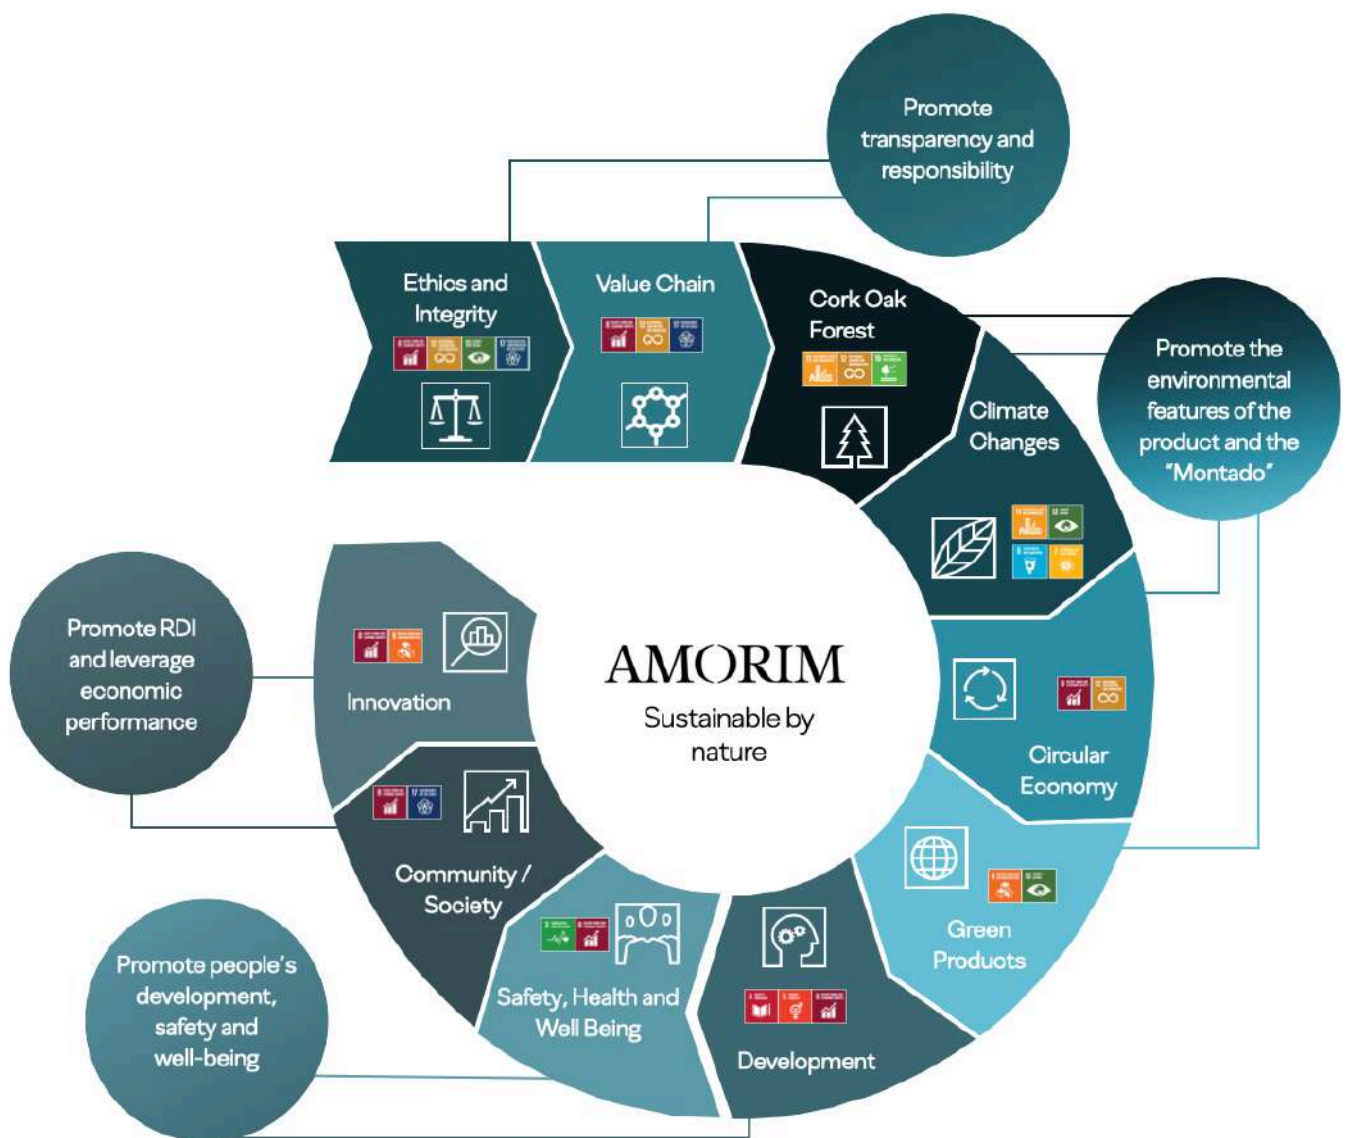 Promote
transparency and
responsibility
Ethics and
Integrity
Value Chain
Cork Oak
Forest
Climate
Changes
Promote the
environmental
features of the
product and the
"Montado"
Promote RDI
and leverage
economic
performance
Innovation
AMORIM
Sustainable by
nature
Circular
Economy
Community /
Society
Green
Products
Safety, Health and
Well Being
Development
Promote people's
development,
safety and
well-being